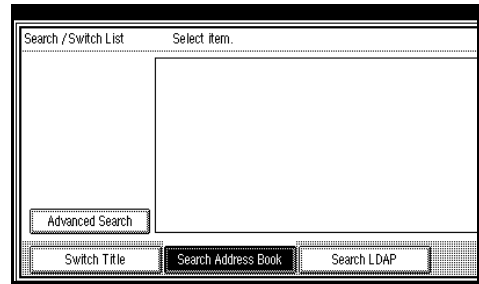 Search / Switch List Select item.
Advanced Search
Switch Title Search Address Book Search LDAP